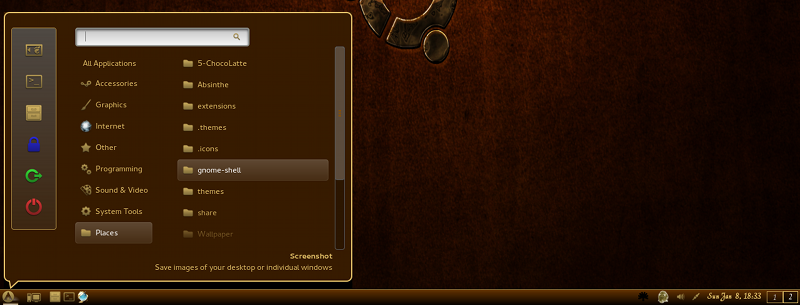 All Applications
Accessories
Graphics
Internet
Other
Programming
Sound & Video
System Tools
Places
5-ChocoLatte
Absinthe
extensions
.themes
.icons
gnome-shell
themes
share
Wallpaper
Screenshot
Save images of your desktop or individual windows
Sun Jan 8, 18:33
1
2